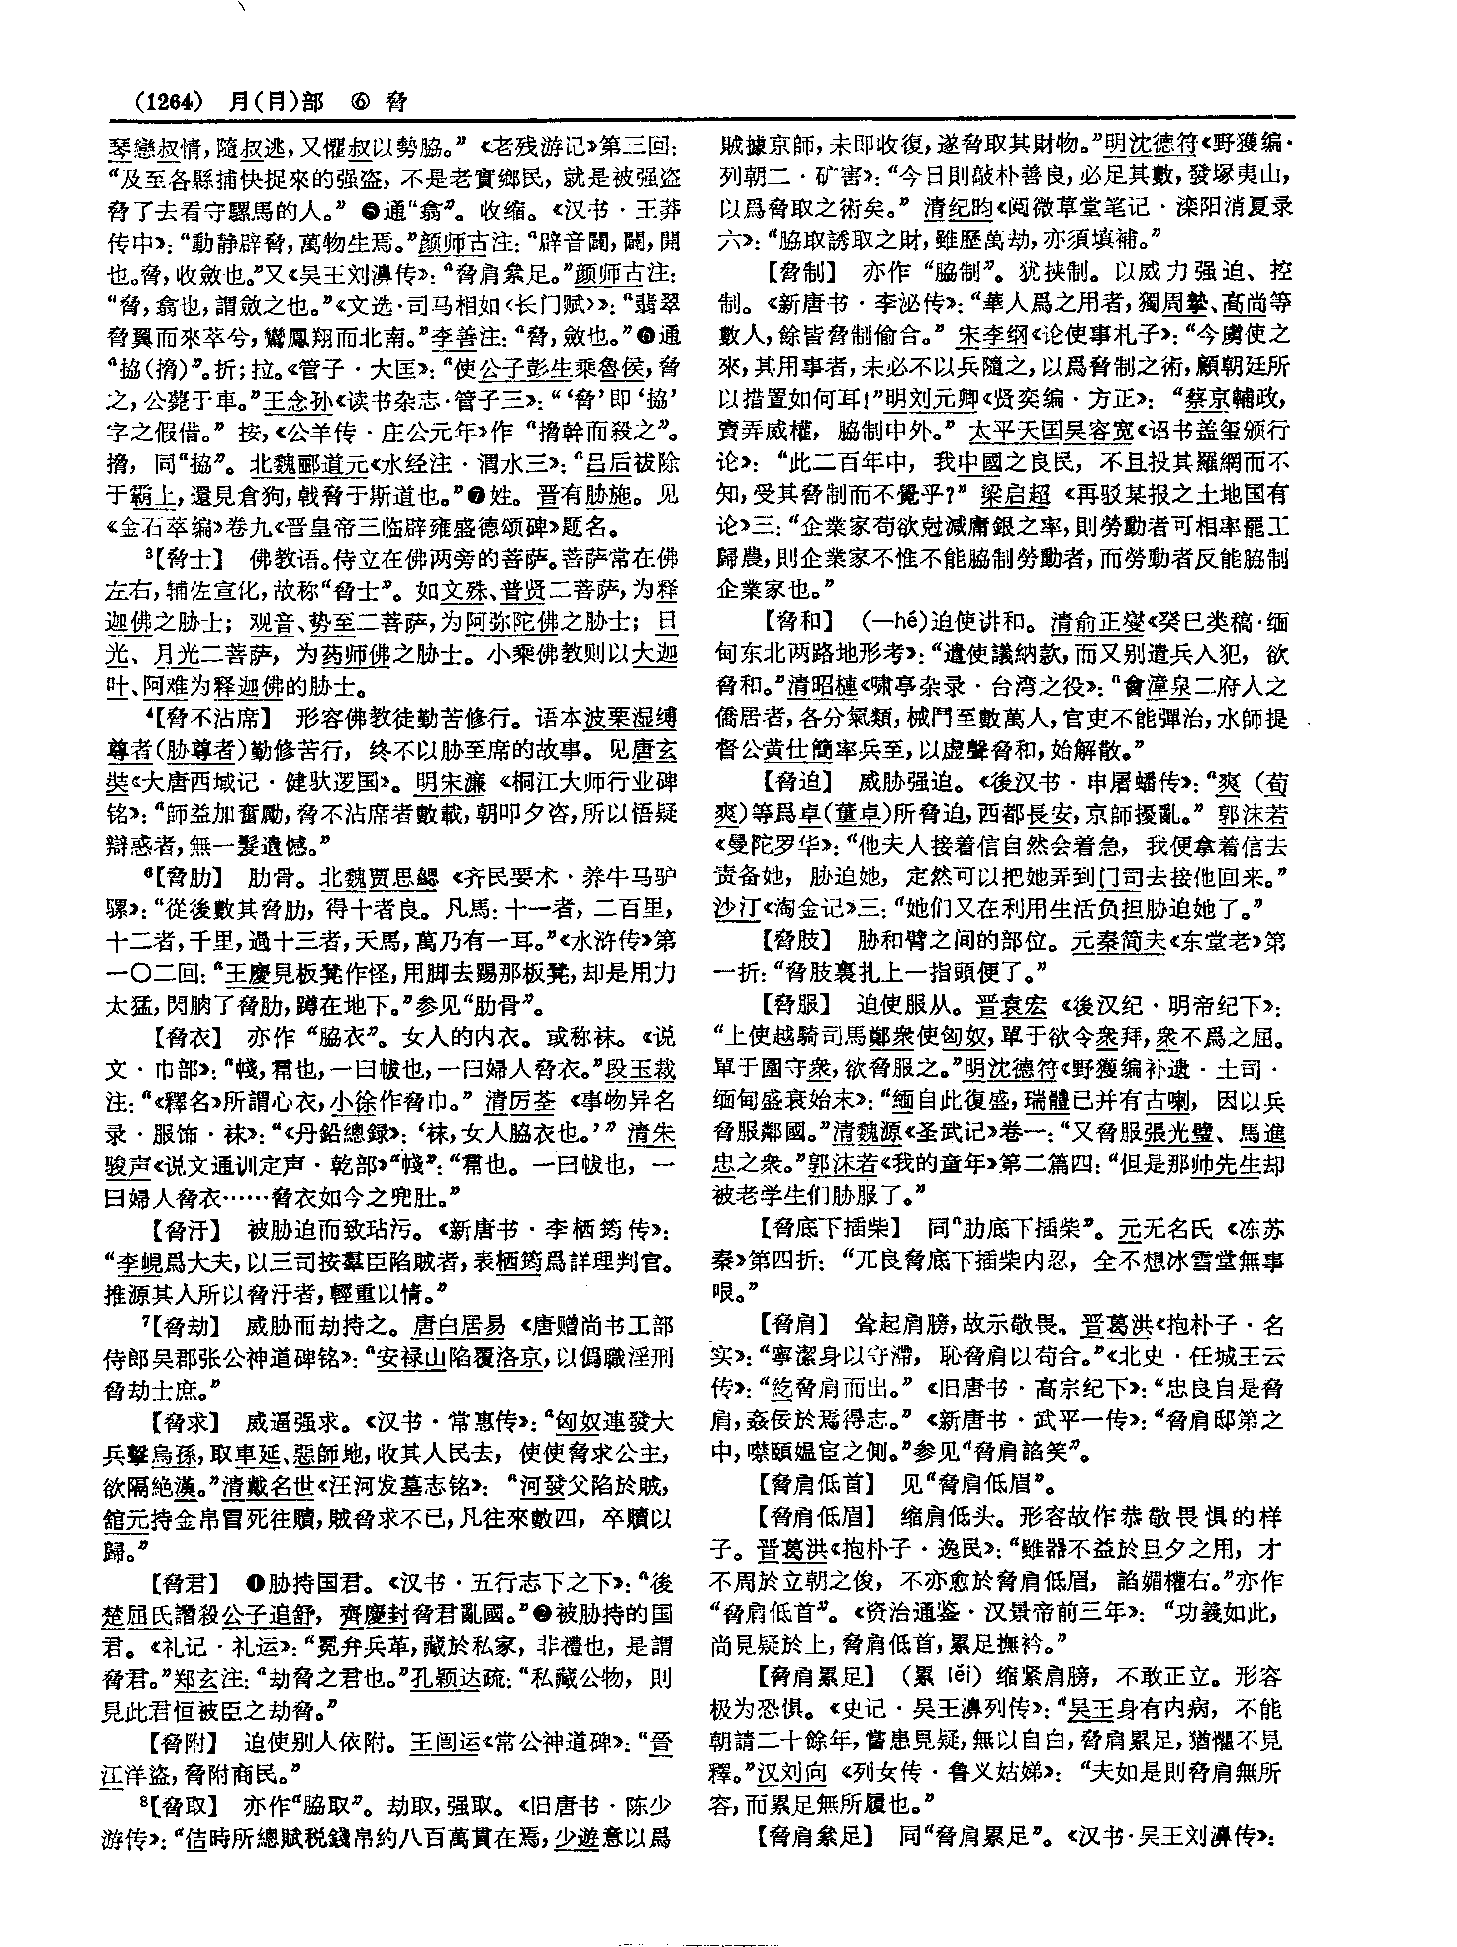 (1264) 月(⺼)部 ⑥ 脅
琴戀叔情，隨叔逃，又懼叔以勢脇。”《老残游记》第三回：
“及至各縣捕快捉來的强盗，不是老實鄉民，就是被强盗
脅了去看守騾馬的人。” ❺通“翕”。收缩。《汉书·王莽
传中》：“動静辟脅，萬物生焉。”颜师古注：“辟音闢，闢，開
也。脅，收斂也。”又《吴王刘濞传》：“脅肩絫足。”颜师古注：
“脅，翕也，謂斂之也。”《文选·司马相如〈长门赋〉》：“翡翠
脅翼而來萃兮，鸞鳳翔而北南。”李善注：“脅，斂也。”❻通
“拹(搚)”。折；拉。《管子·大匡》：“使公子彭生乘魯侯，脅
之，公薨于車。”王念孙《读书杂志·管子三》：“‘脅’即‘拹’
字之假借。” 按，《公羊传·庄公元年》作“搚幹而殺之”。
搚，同“拹”。北魏郦道元《水经注·渭水三》：“吕后祓除
于霸上，還見倉狗，戟脅于斯道也。”❼姓。晋有胁施。见
《金石萃编》卷九《晋皇帝三临辟雍盛德颂碑》题名。
³【脅士】 佛教语。侍立在佛两旁的菩萨。菩萨常在佛
左右，辅佐宣化，故称“脅士”。如文殊、普贤二菩萨，为释
迦佛之胁士；观音、势至二菩萨，为阿弥陀佛之胁士；日
光、月光二菩萨，为药师佛之胁士。小乘佛教则以大迦
叶、阿难为释迦佛的胁士。
⁴【脅不沾席】 形容佛教徒勤苦修行。语本波栗湿缚
尊者(胁尊者)勤修苦行，终不以胁至席的故事。见唐玄
奘《大唐西域记·健驮逻国》。明宋濂《桐江大师行业碑
铭》：“師益加奮勵，脅不沾席者數載，朝叩夕咨，所以悟疑
辯惑者，無一髮遺憾。”
⁶【脅肋】 肋骨。北魏贾思勰《齐民要术·养牛马驴
骡》：“從後數其脅肋，得十者良。凡馬：十一者，二百里，
十二者，千里，過十三者，天馬，萬乃有一耳。”《水浒传》第
一〇二回：“王慶見板凳作怪，用脚去踢那板凳，却是用力
太猛，閃肭了脅肋，蹲在地下。”参见“肋骨”。
【脅衣】 亦作“脇衣”。女人的内衣。或称袜。《说
文·巾部》：“帴，帬也，一曰帗也，一曰婦人脅衣。”段玉裁
注：“《釋名》所謂心衣，小徐作脅巾。” 清厉荃《事物异名
录·服饰·袜》：“《丹鉛總録》：‘袜，女人脇衣也。’” 清朱
骏声《说文通训定声·乾部》“帴”：“帬也。一曰帗也，一
曰婦人脅衣……脅衣如今之兜肚。”
【脅汙】 被胁迫而致玷污。《新唐书·李栖筠传》：
“李峴爲大夫，以三司按羣臣陷賊者，表栖筠爲詳理判官。
推源其人所以脅汙者，輕重以情。”
⁷【脅劫】 威胁而劫持之。唐白居易《唐赠尚书工部
侍郎吴郡张公神道碑铭》：“安禄山陷覆洛京，以僞職淫刑
脅劫士庶。”
【脅求】 威逼强求。《汉书·常惠传》：“匈奴連發大
兵擊烏孫，取車延、惡師地，收其人民去，使使脅求公主，
欲隔絶漢。”清戴名世《汪河发墓志铭》：“河發父陷於賊，
舘元持金帛冒死往贖，賊脅求不已，凡往來數四，卒贖以
歸。”
【脅君】 ❶胁持国君。《汉书·五行志下之下》：“後
楚屈氏譖殺公子追舒，齊慶封脅君亂國。”❷被胁持的国
君。《礼记·礼运》：“冕弁兵革，藏於私家，非禮也，是謂
脅君。”郑玄注：“劫脅之君也。”孔颖达疏：“私藏公物，則
見此君恒被臣之劫脅。”
【脅附】 迫使别人依附。王闿运《常公神道碑》：“晉
江洋盗，脅附商民。”
⁸【脅取】 亦作“脇取”。劫取，强取。《旧唐书·陈少
游传》：“佶時所總賦税錢帛約八百萬貫在焉，少遊意以爲
賊據京師，未即收復，遂脅取其財物。”明沈德符《野獲编·
列朝二·矿害》：“今日則敲朴善良，必足其數，發塚夷山，
以爲脅取之術矣。” 清纪昀《阅微草堂笔记·滦阳消夏录
六》：“脇取誘取之財，雖歷萬劫，亦須填補。”
【脅制】 亦作“脇制”。犹挟制。以威力强迫、控
制。《新唐书·李泌传》：“華人爲之用者，獨周摯、高尚等
數人，餘皆脅制偷合。” 宋李纲《论使事札子》：“今虜使之
來，其用事者，未必不以兵隨之，以爲脅制之術，顧朝廷所
以措置如何耳！”明刘元卿《贤奕编·方正》：“蔡京輔政，
賣弄威權，脇制中外。” 太平天囯吴容宽《诏书盖玺颁行
论》：“此二百年中，我中國之良民，不且投其羅網而不
知，受其脅制而不覺乎？” 梁启超《再驳某报之土地国有
论》三：“企業家苟欲尅減庸銀之率，則勞動者可相率罷工
歸農，則企業家不惟不能脇制勞動者，而勞動者反能脇制
企業家也。”
【脅和】 (—hé)迫使讲和。清俞正燮《癸巳类稿·缅
甸东北两路地形考》：“遣使議納款，而又别遣兵入犯，欲
脅和。”清昭槤《啸亭杂录·台湾之役》：“會漳泉二府人之
僑居者，各分氣類，械鬥至數萬人，官吏不能彈治，水師提
督公黄仕簡率兵至，以虚聲脅和，始解散。”
【脅迫】 威胁强迫。《後汉书·申屠蟠传》：“爽(荀
爽)等爲卓(董卓)所脅迫，西都長安，京師擾亂。” 郭沫若
《曼陀罗华》：“他夫人接着信自然会着急，我便拿着信去
责备她，胁迫她，定然可以把她弄到门司去接他回来。”
沙汀《淘金记》三：“她们又在利用生活负担胁迫她了。”
【脅肢】 胁和臂之间的部位。元秦简夫《东堂老》第
一折：“脅肢裏扎上一指頭便了。”
【脅服】 迫使服从。晋袁宏《後汉纪·明帝纪下》：
“上使越騎司馬鄭衆使匈奴，單于欲令衆拜，衆不爲之屈。
單于圍守衆，欲脅服之。”明沈德符《野獲编补遗·土司·
缅甸盛衰始末》：“緬自此復盛，瑞體已并有古喇，因以兵
脅服鄰國。”清魏源《圣武记》卷一：“又脅服張光璧、馬進
忠之衆。”郭沫若《我的童年》第二篇四：“但是那帅先生却
被老学生们胁服了。”
【脅底下插柴】 同“肋底下插柴”。元无名氏《冻苏
秦》第四折：“兀良脅底下插柴内忍，全不想冰雪堂無事
哏。”
【脅肩】 耸起肩膀，故示敬畏。晋葛洪《抱朴子·名
实》：“寧潔身以守滯，恥脅肩以苟合。”《北史·任城王云
传》：“紇脅肩而出。”《旧唐书·高宗纪下》：“忠良自是脅
肩，姦佞於焉得志。”《新唐书·武平一传》：“脅肩邸第之
中，噤頤媪宦之側。”参见“脅肩諂笑”。
【脅肩低首】 见“脅肩低眉”。
【脅肩低眉】 缩肩低头。形容故作恭敬畏惧的样
子。晋葛洪《抱朴子·逸民》：“雖器不益於旦夕之用，才
不周於立朝之俊，不亦愈於脅肩低眉，諂媚權右。”亦作
“脅肩低首”。《资治通鉴·汉景帝前三年》：“功義如此，
尚見疑於上，脅肩低首，累足撫衿。”
【脅肩累足】 (累 lěi) 缩紧肩膀，不敢正立。形容
极为恐惧。《史记·吴王濞列传》：“吴王身有内病，不能
朝請二十餘年，嘗患見疑，無以自白，脅肩累足，猶懼不見
釋。”汉刘向《列女传·鲁义姑姊》：“夫如是則脅肩無所
容，而累足無所履也。”
【脅肩絫足】 同“脅肩累足”。《汉书·吴王刘濞传》：